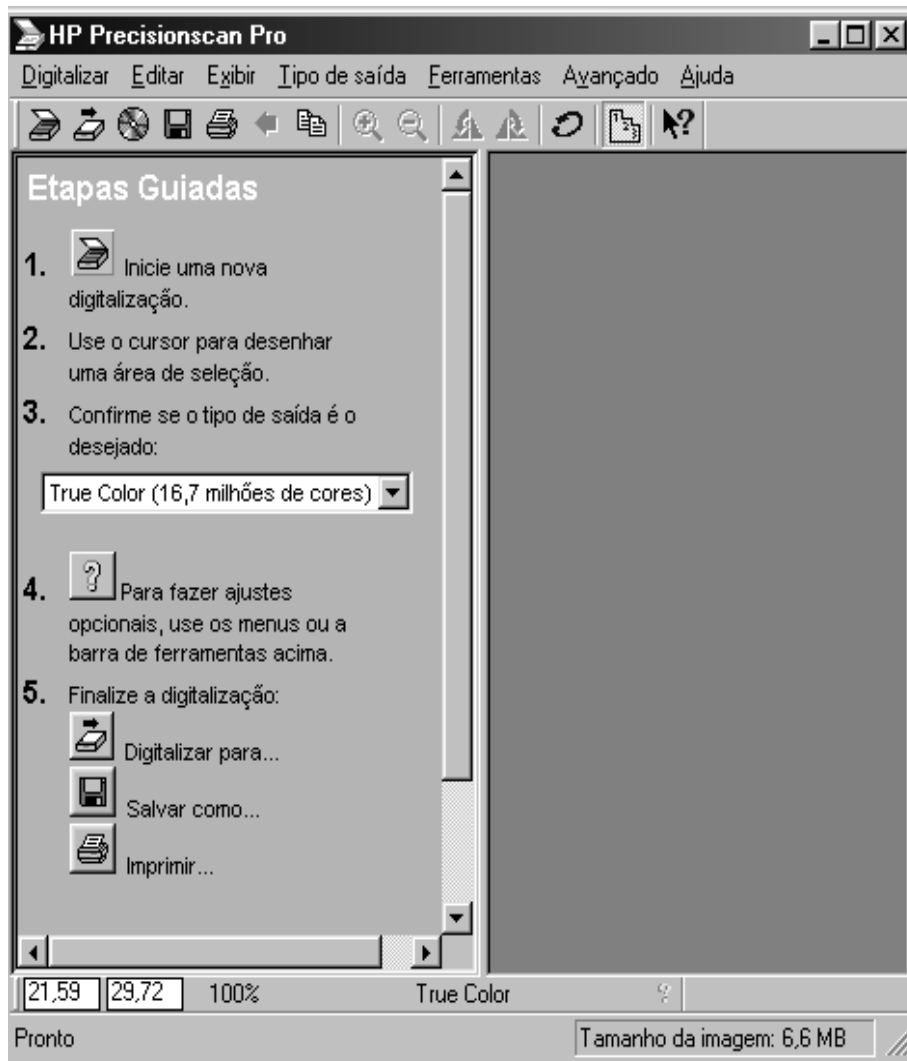 HP Precisionscan Pro
Digitalizar Editar Exibir Tipo de saída Ferramentas Avançado Ajuda
Etapas Guiadas
1. Inicie uma nova
digitalização.
2. Use o cursor para desenhar
uma área de seleção.
3. Confirme se o tipo de saída é o
desejado:
True Color (16,7 milhões de cores)
4. Para fazer ajustes
opcionais, use os menus ou a
barra de ferramentas acima.
5. Finalize a digitalização:
Digitalizar para...
Salvar como...
Imprimir...
21,59 29,72 100% True Color
Pronto Tamanho da imagem: 6,6 MB